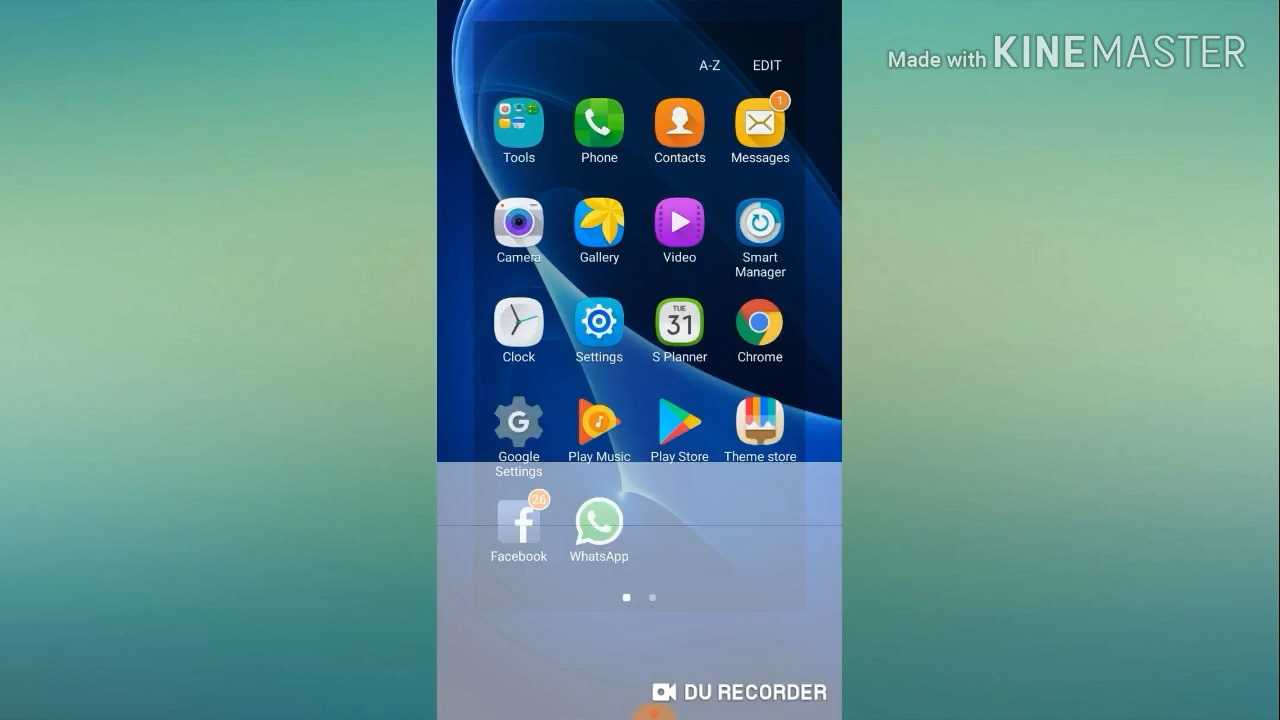 Made with KINEMASTER
A-Z EDIT
1
Tools Phone Contacts Messages
Camera Gallery Video Smart Manager
TUE
31
Clock Settings S Planner Chrome
G
Google Settings Play Music Play Store Theme store
26
f
Facebook WhatsApp
DU RECORDER